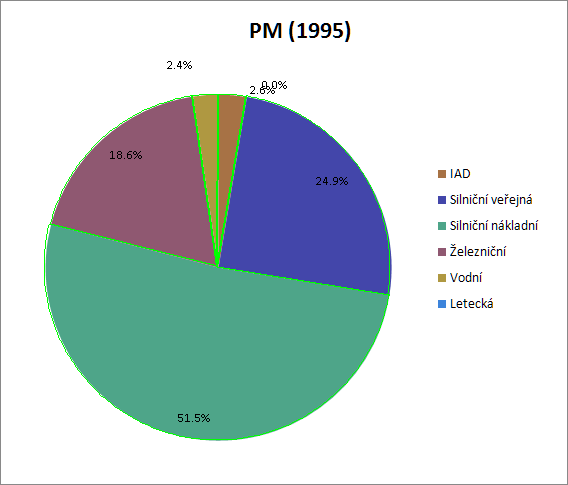 PM (1995)
2.4%
0.0%
2.6%
18.6%
24.9%
51.5%
IAD
Silniční veřejná
Silniční nákladní
Železniční
Vodní
Letecká